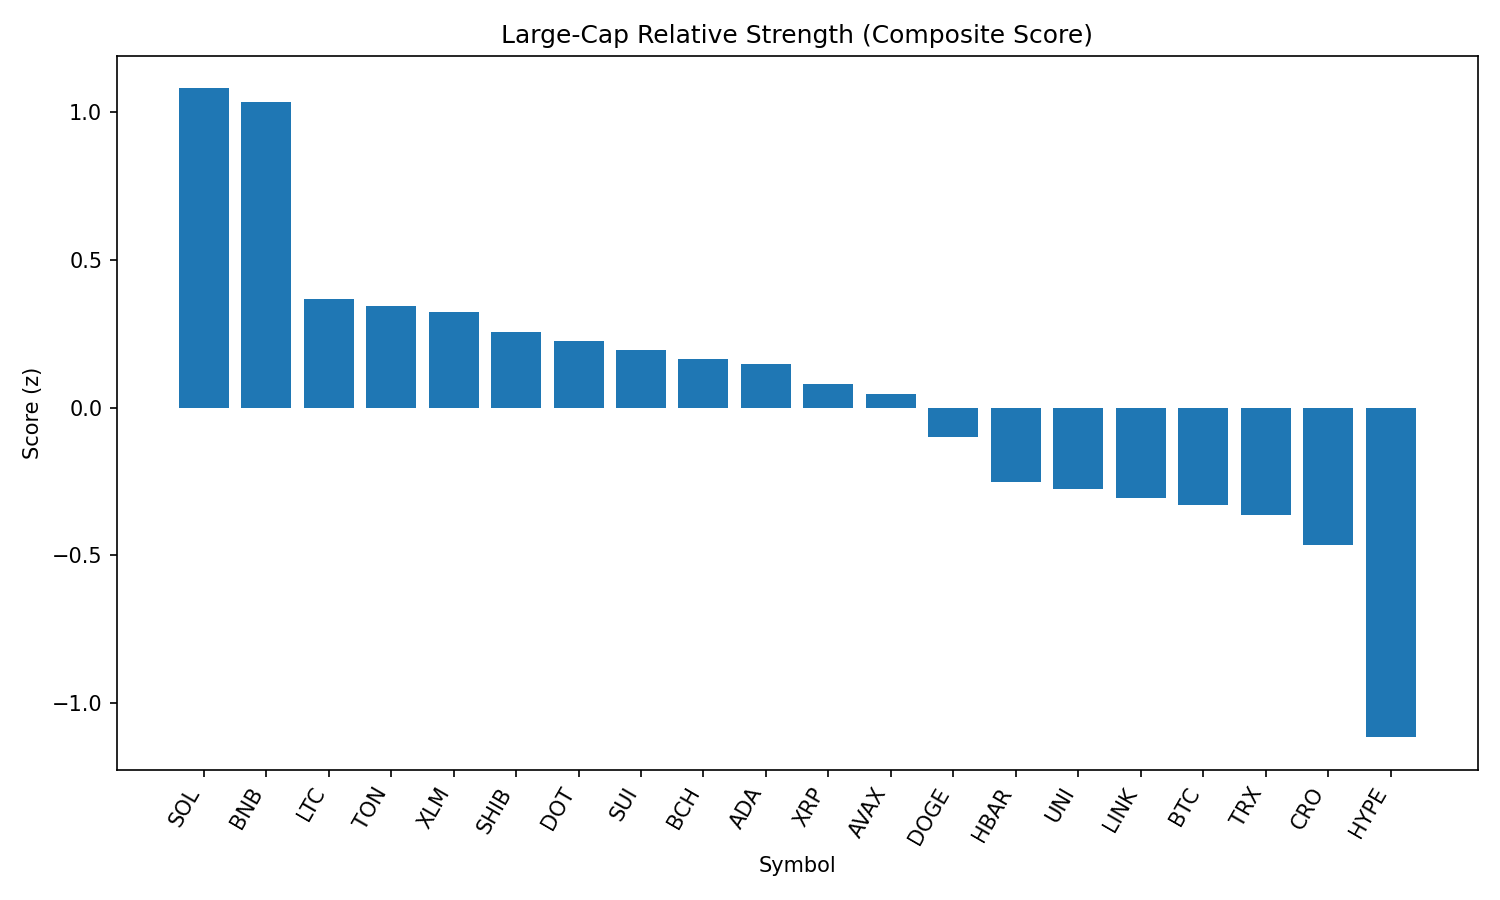 Large-Cap Relative Strength (Composite Score)
1.0
0.5
0.0
−0.5
−1.0
Score (z)
SOL
BNB
LTC
TON
XLM
SHIB
DOT
SUI
BCH
ADA
XRP
AVAX
DOGE
HBAR
UNI
LINK
BTC
TRX
CRO
HYPE
Symbol